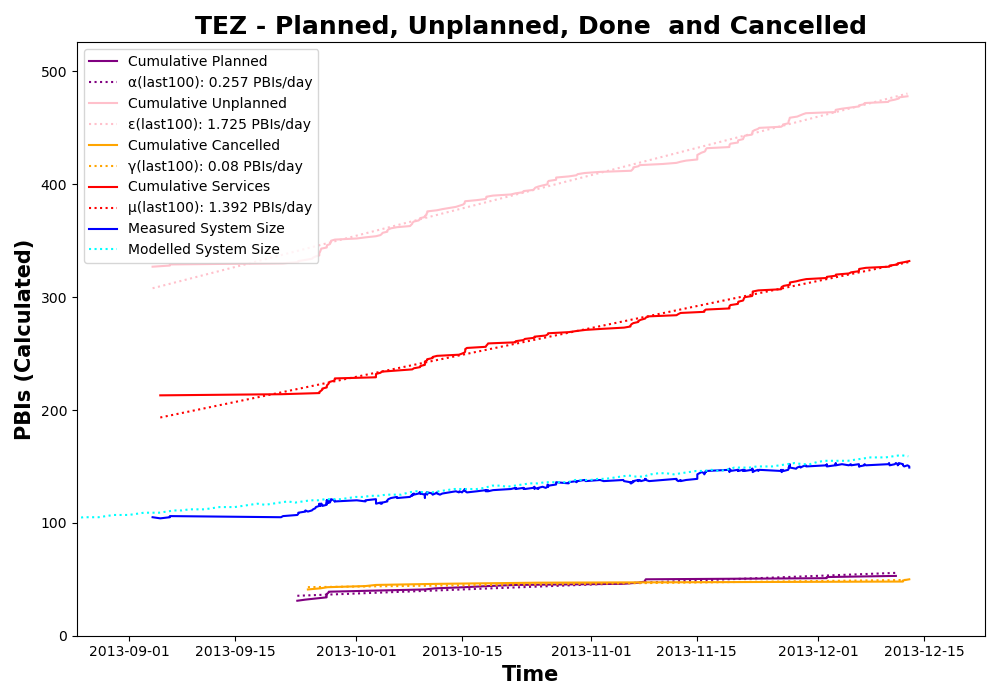 TEZ - Planned, Unplanned, Done  and Cancelled
Cumulative Planned
α(last100): 0.257 PBIs/day
Cumulative Unplanned
ε(last100): 1.725 PBIs/day
Cumulative Cancelled
γ(last100): 0.08 PBIs/day
Cumulative Services
μ(last100): 1.392 PBIs/day
Measured System Size
Modelled System Size
PBIs (Calculated)
500
400
300
200
100
0
2013-09-01
2013-09-15
2013-10-01
2013-10-15
2013-11-01
2013-11-15
2013-12-01
2013-12-15
Time